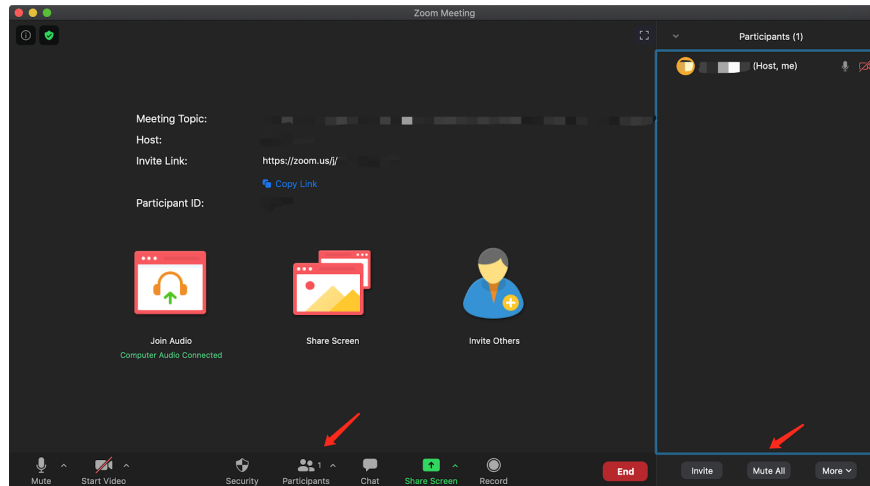 Zoom Meeting
Participants (1)
(Host, me)
Meeting Topic:
Host:
Invite Link: https://zoom.us/j/
Copy Link
Participant ID:
Join Audio Share Screen Invite Others
Computer Audio Connected
1
Mute Start Video Security Participants Chat Share Screen Record End Invite Mute All More